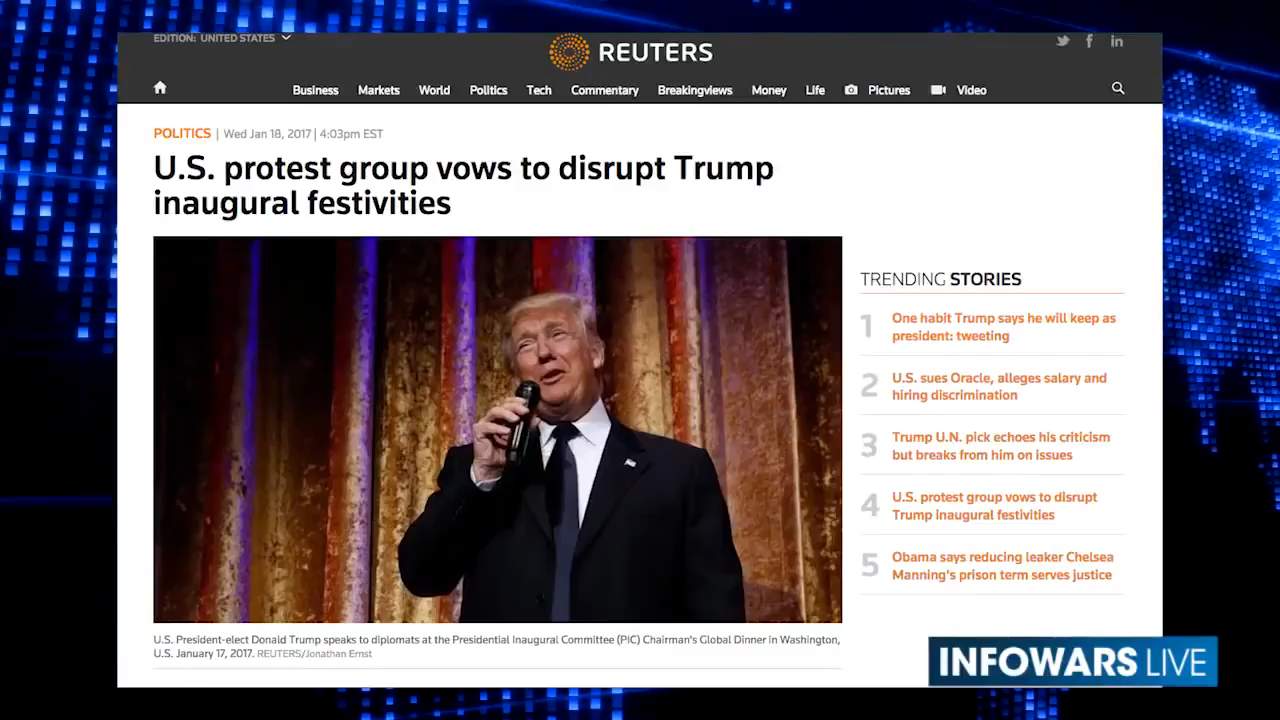 EDITION: UNITED STATES
REUTERS
Business Markets World Politics Tech Commentary Breakingviews Money Life Pictures Video
POLITICS | Wed Jan 18, 2017 | 4:03pm EST
U.S. protest group vows to disrupt Trump
inaugural festivities
TRENDING STORIES
1 One habit Trump says he will keep as
president: tweeting
2 U.S. sues Oracle, alleges salary and
hiring discrimination
3 Trump U.N. pick echoes his criticism
but breaks from him on issues
4 U.S. protest group vows to disrupt
Trump inaugural festivities
5 Obama says reducing leaker Chelsea
Manning's prison term serves justice
U.S. President-elect Donald Trump speaks to diplomats at the Presidential Inaugural Committee (PIC) Chairman's Global Dinner in Washington,
U.S. January 17, 2017. REUTERS/Jonathan Ernst
INFOWARS LIVE